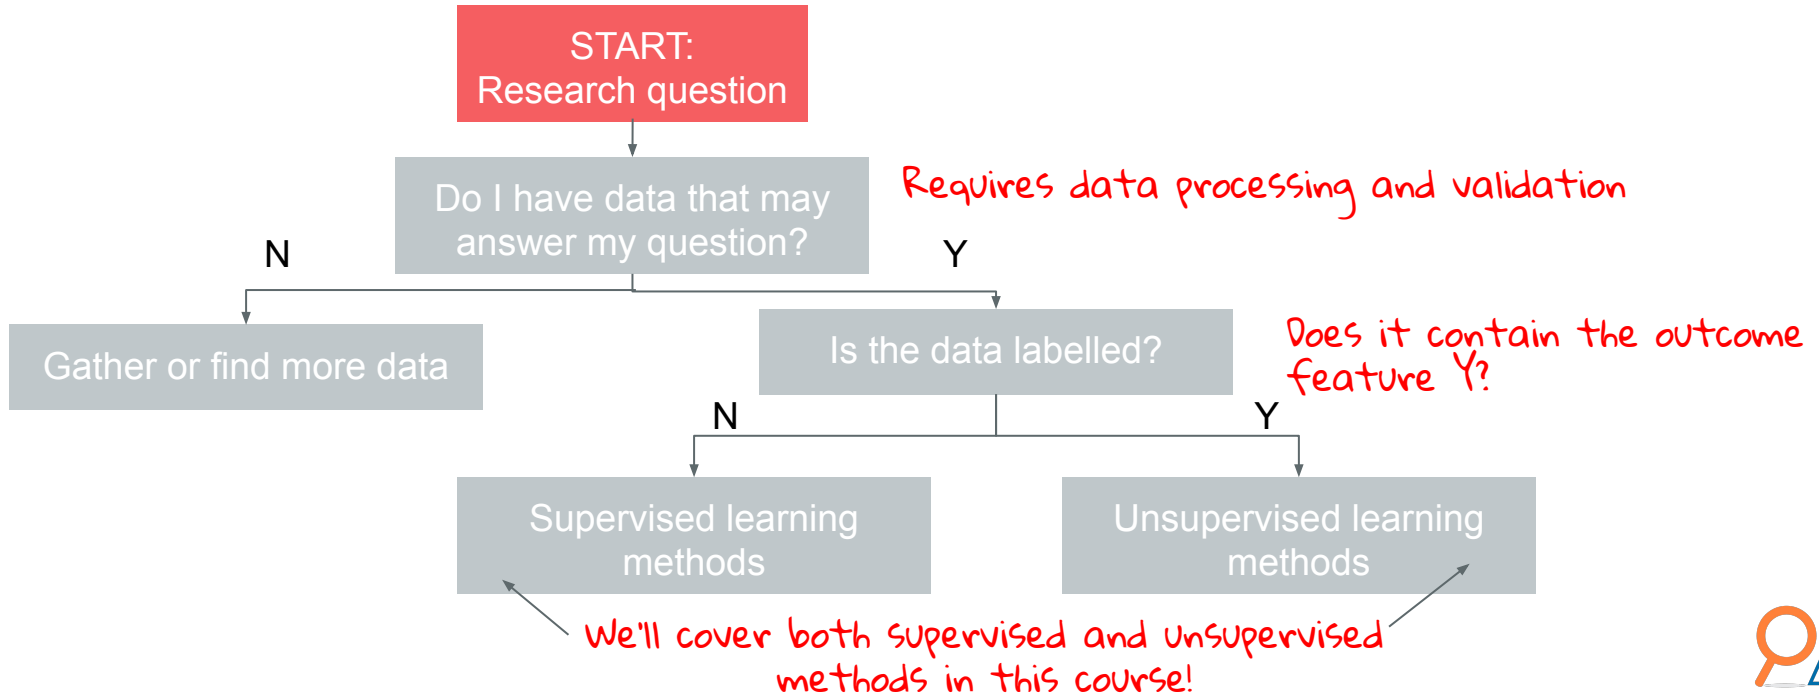 START:
Research question
Do I have data that may
answer my question?
Requires data processing and validation
N
Y
Gather or find more data
Is the data labelled?
Does it contain the outcome
feature Y?
N
Y
Supervised learning
methods
Unsupervised learning
methods
We'll cover both supervised and unsupervised
methods in this course!